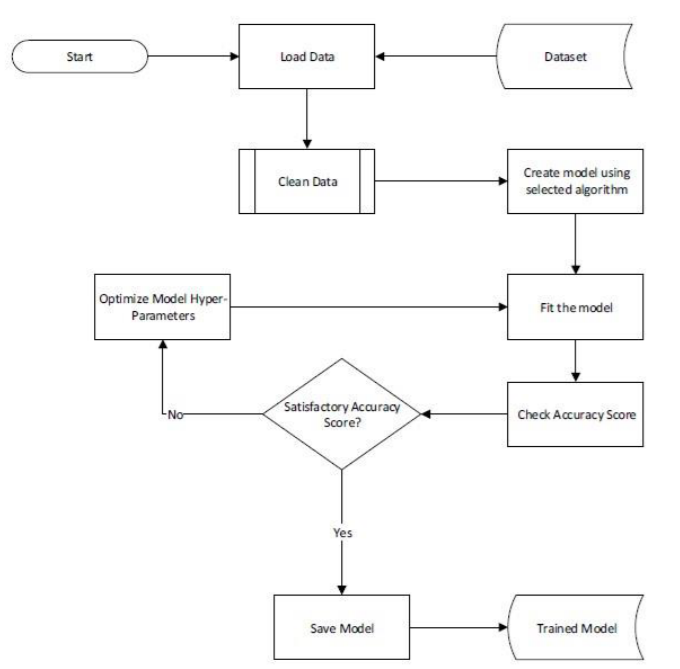 Start
Load Data
Dataset
Clean Data
Create model using
selected algorithm
Optimize Model Hyper-
Parameters
Fit the model
Satisfactory Accuracy
Score?
Check Accuracy Score
No
Yes
Save Model
Trained Model